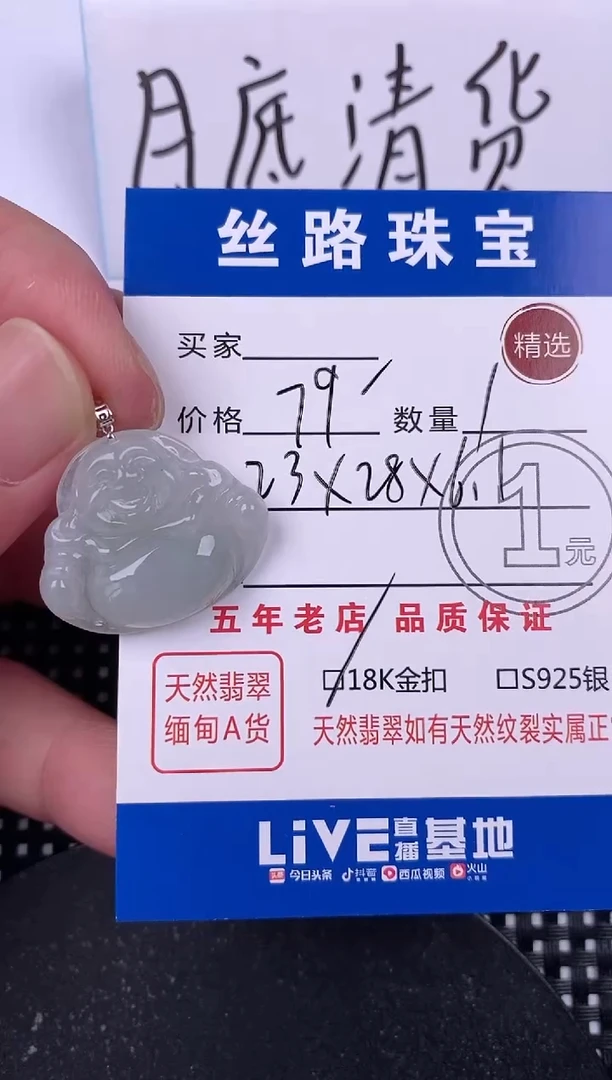 月底清货
丝路珠宝
精选
买家
价格 79 数量
23X28X6.1
1元
五年老店 品质保证
天然翡翠
缅甸A货
☐18K金扣 ☐S925银
天然翡翠如有天然纹裂实属正
LiVE直播基地
头条 今日头条 抖音 西瓜视频 火山